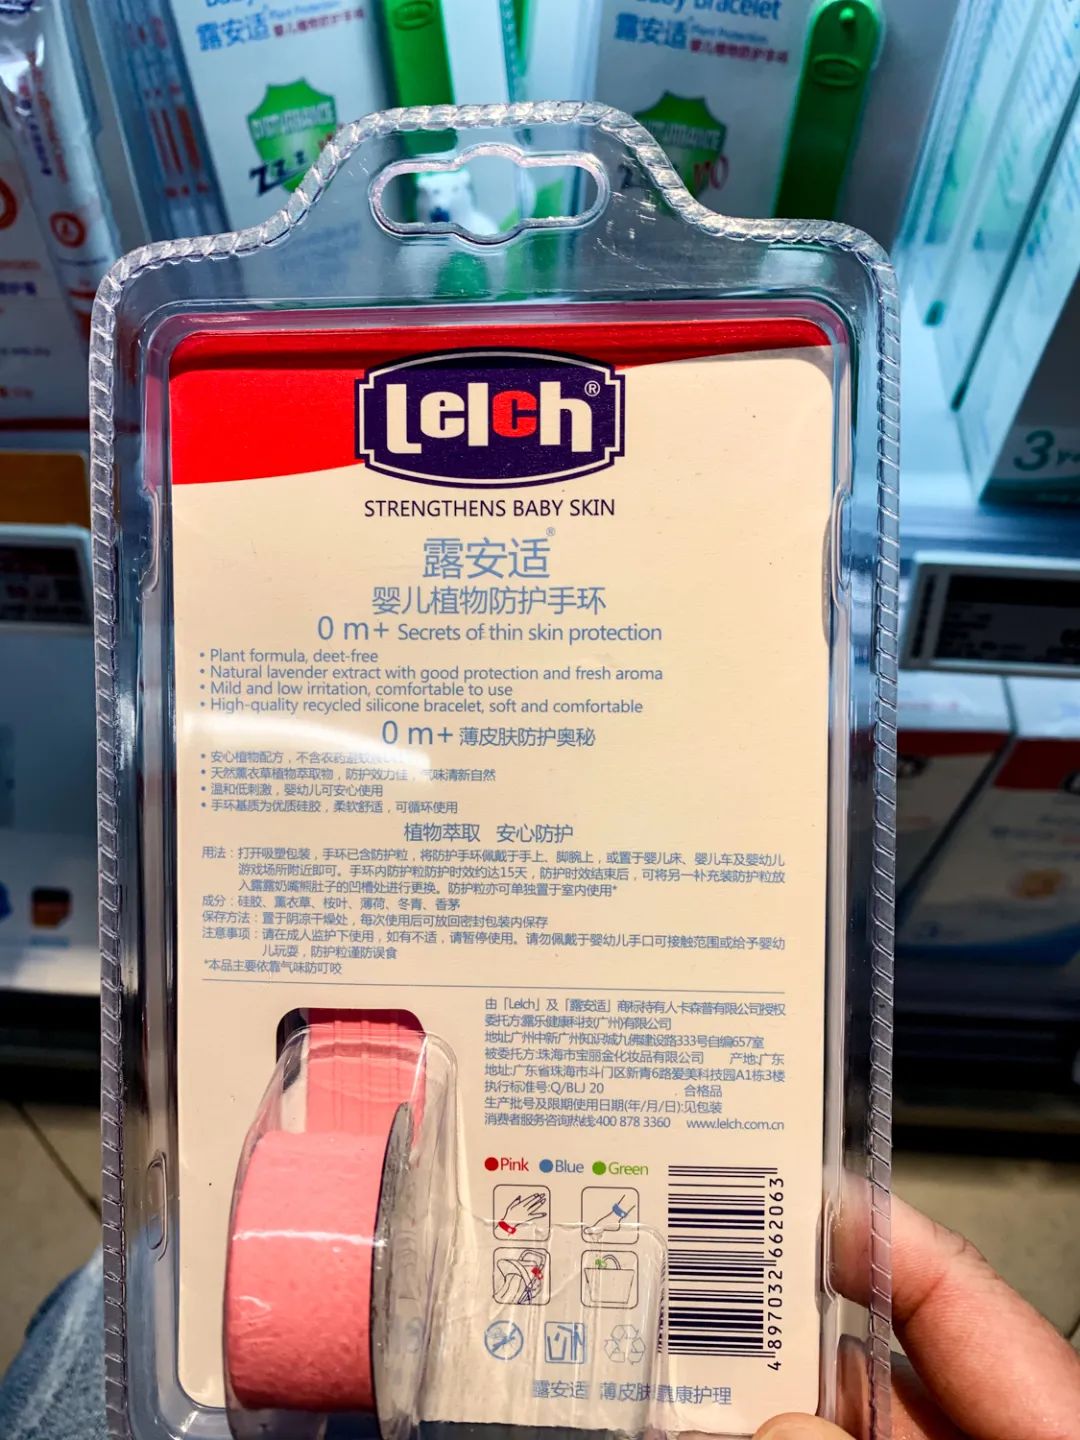 Baby Bracelet
露安适 Plant Protection
婴儿植物防护手环
Lelch®
STRENGTHENS BABY SKIN
露安适®
婴儿植物防护手环
0 m+ Secrets of thin skin protection
• Plant formula, deet-free
• Natural lavender extract with good protection and fresh aroma
• Mild and low irritation, comfortable to use
• High-quality recycled silicone bracelet, soft and comfortable
0 m+ 薄皮肤防护奥秘
• 安心植物配方，不含农药避蚊胺
• 天然薰衣草植物萃取物，防护效力佳，气味清新自然
• 温和低刺激，婴幼儿可安心使用
• 手环基质为优质硅胶，柔软舒适，可循环使用
植物萃取 安心防护
用法：打开吸塑包装，手环已含防护粒，将防护手环佩戴于手上、脚腕上，或置于婴儿床、婴儿车及婴幼儿
游戏场所附近即可。手环内防护粒防护时效约达15天，防护时效结束后，可将另一补充装防护粒放
入露露奶嘴熊肚子的凹槽处进行更换。防护粒亦可单独置于室内使用*
成分：硅胶、薰衣草、桉叶、薄荷、冬青、香茅
保存方法：置于阴凉干燥处，每次使用后可放回密封包装内保存
注意事项：请在成人监护下使用，如有不适，请暂停使用。请勿佩戴于婴幼儿手口可接触范围或给予婴幼
儿玩耍，防护粒谨防误食
*本品主要依靠气味防叮咬
由「Lelch」及「露安适」商标持有人卡森普有限公司授权
委托方:露乐健康科技(广州)有限公司
地址:广州中新广州知识城九佛建设路333号自编657室
被委托方:珠海市宝丽金化妆品有限公司 产地:广东
地址:广东省珠海市斗门区新青6路爱美科技园A1栋3楼
执行标准号:Q/BLJ 20 合格品
生产批号及限期使用日期(年/月/日):见包装
消费者服务咨询热线:400 878 3360 www.lelch.com.cn
Pink Blue Green
4 897032 662063
露安适 薄皮肤 健康护理